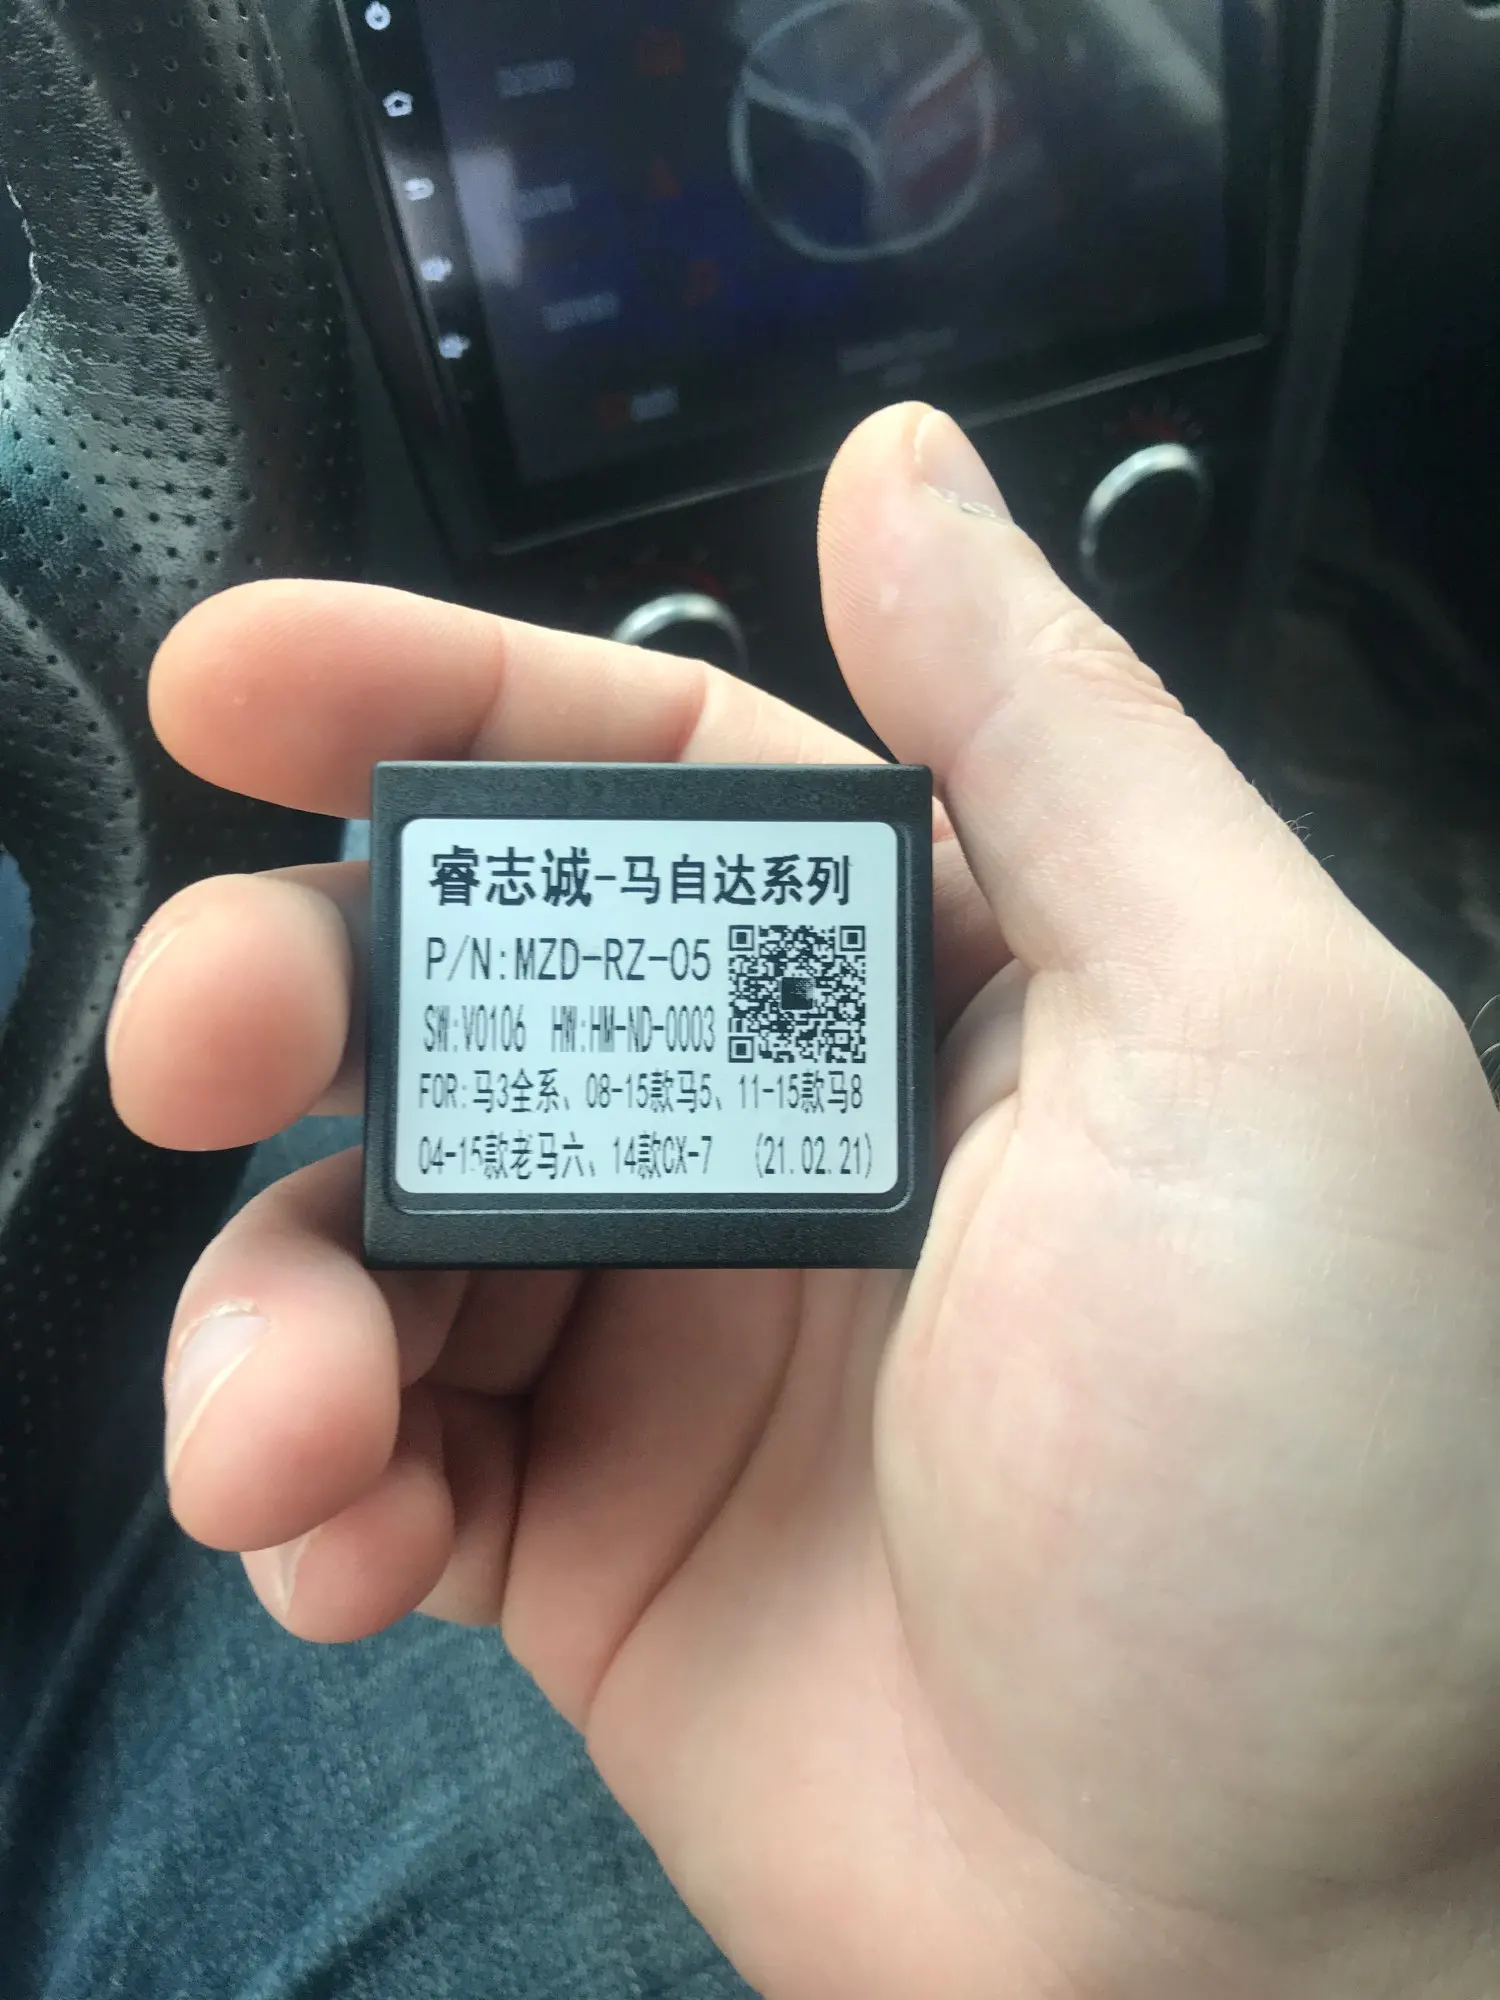 睿志诚-马自达系列
P/N:MZD-RZ-05
SW:V0106 HW:HM-ND-0003
FOR:马3全系、08-15款马5、11-15款马8
04-15款老马六、14款CX-7 (21.02.21)